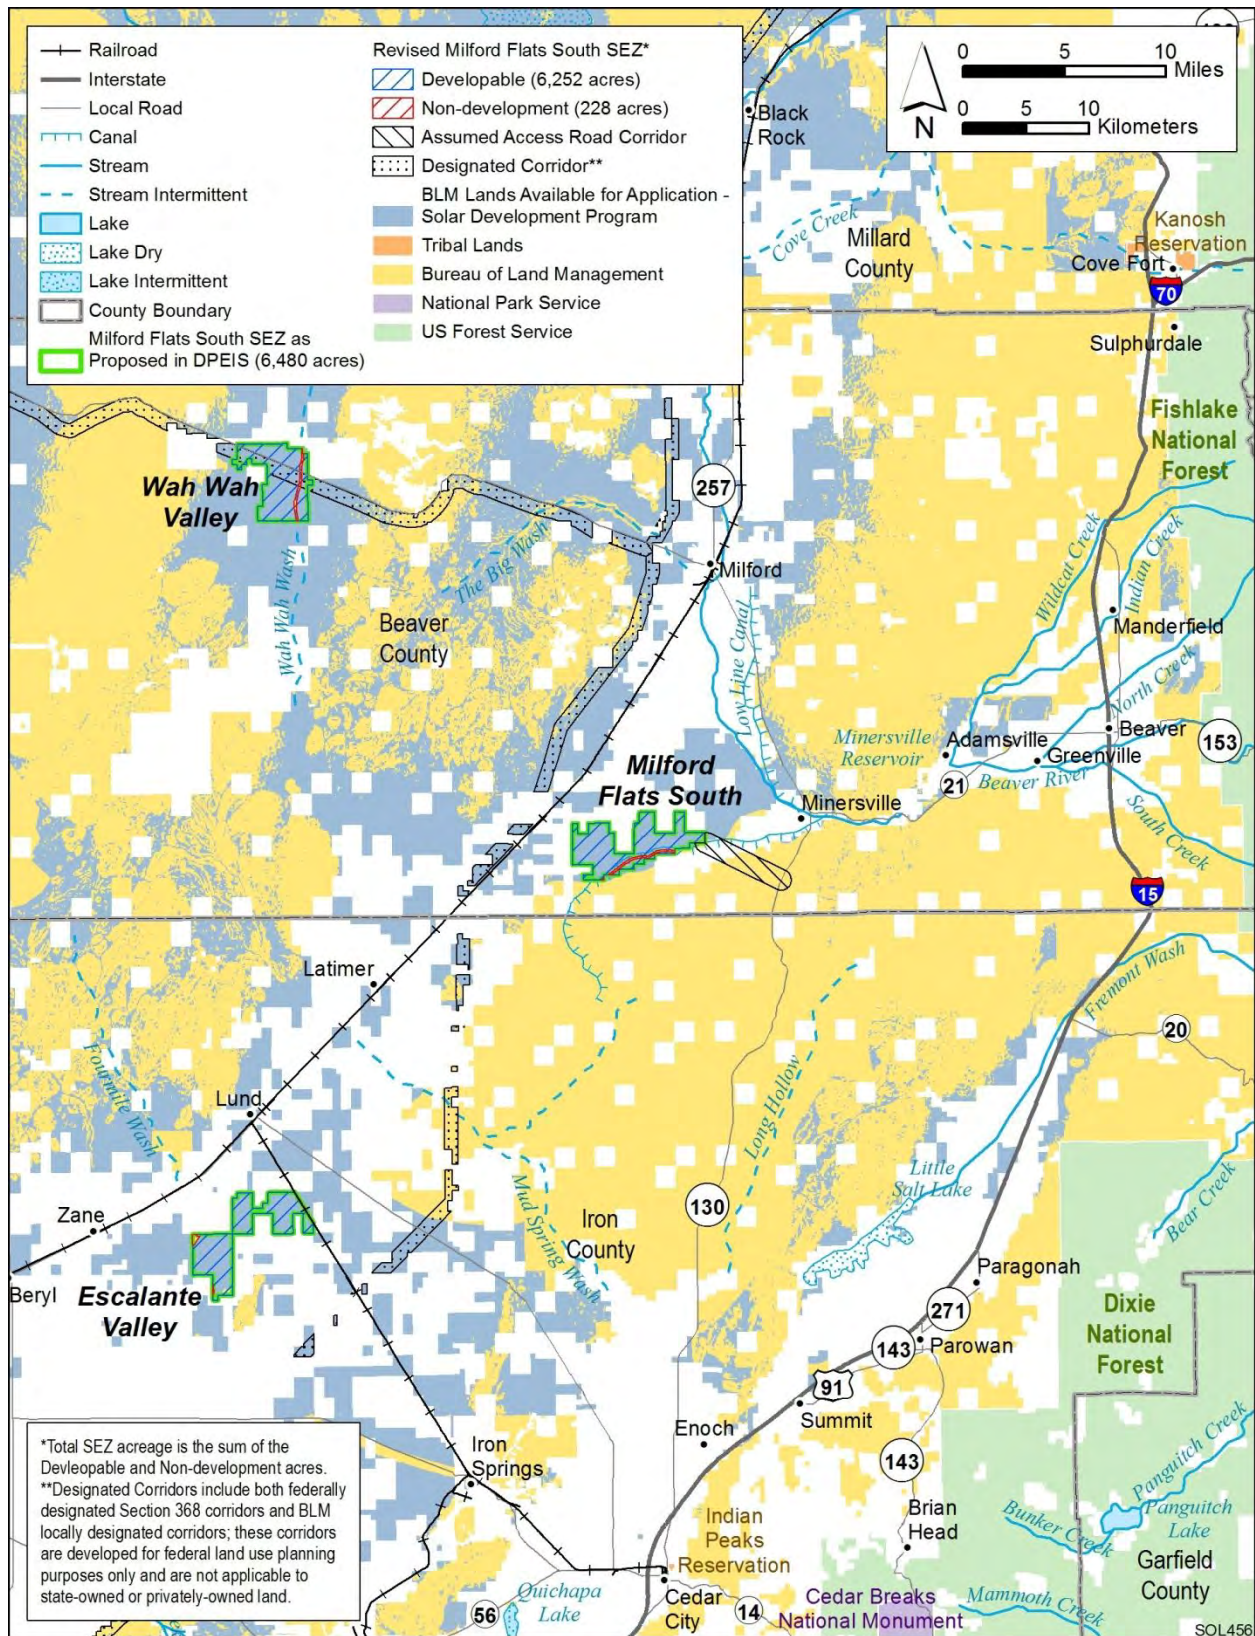 Railroad
Interstate
Local Road
Canal
Stream
Stream Intermittent
Lake
Lake Dry
Lake Intermittent
County Boundary
Milford Flats South SEZ as
Proposed in DPEIS (6,480 acres)
Revised Milford Flats South SEZ*
Developable (6,252 acres)
Non-development (228 acres)
Assumed Access Road Corridor
Designated Corridor**
BLM Lands Available for Application -
Solar Development Program
Tribal Lands
Bureau of Land Management
National Park Service
US Forest Service
0 5 10
Miles
0 5 10
Kilometers
N
Black
Rock
Cove Creek
Millard
County
Kanosh
Reservation
Cove Fort
70
Sulphurdale
Fishlake
National
Forest
Wah Wah
Valley
257
The Big Wash
Milford
Wah Wah Wash
Beaver
County
Low Line Canal
Wildcat Creek
Indian Creek
Manderfield
North Creek
Minersville
Reservoir
Adamsville
Beaver
153
Greenville
Beaver River
21
South Creek
Milford
Flats South
Minersville
15
Latimer
Fremont Wash
20
Fourmile Wash
Lund
Long Hollow
Mud Spring Wash
130
Little
Salt Lake
Bear Creek
Zane
Iron
County
Beryl
Escalante
Valley
Paragonah
271
Dixie
National
Forest
143
Parowan
91
Summit
Enoch
143
Iron
Springs
Brian
Head
Panguitch Creek
Panguitch
Lake
Bunker Creek
Garfield
County
Indian
Peaks
Reservation
Cedar
City
14
56
Quichapa
Lake
Cedar Breaks
National Monument
Mammoth Creek
*Total SEZ acreage is the sum of the
Devleopable and Non-development acres.
**Designated Corridors include both federally
designated Section 368 corridors and BLM
locally designated corridors; these corridors
are developed for federal land use planning
purposes only and are not applicable to
state-owned or privately-owned land.
SOL456